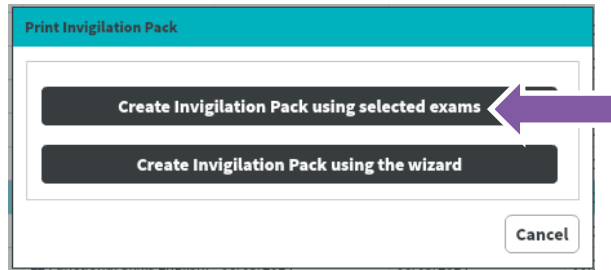 Print Invigilation Pack
Create Invigilation Pack using selected exams
Create Invigilation Pack using the wizard
Cancel